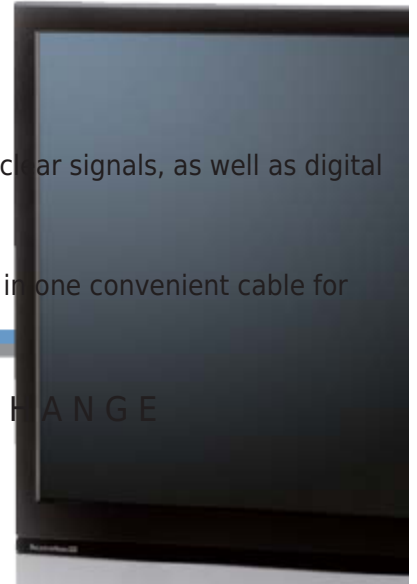 clear signals, as well as digital
in one convenient cable for
H A N G E